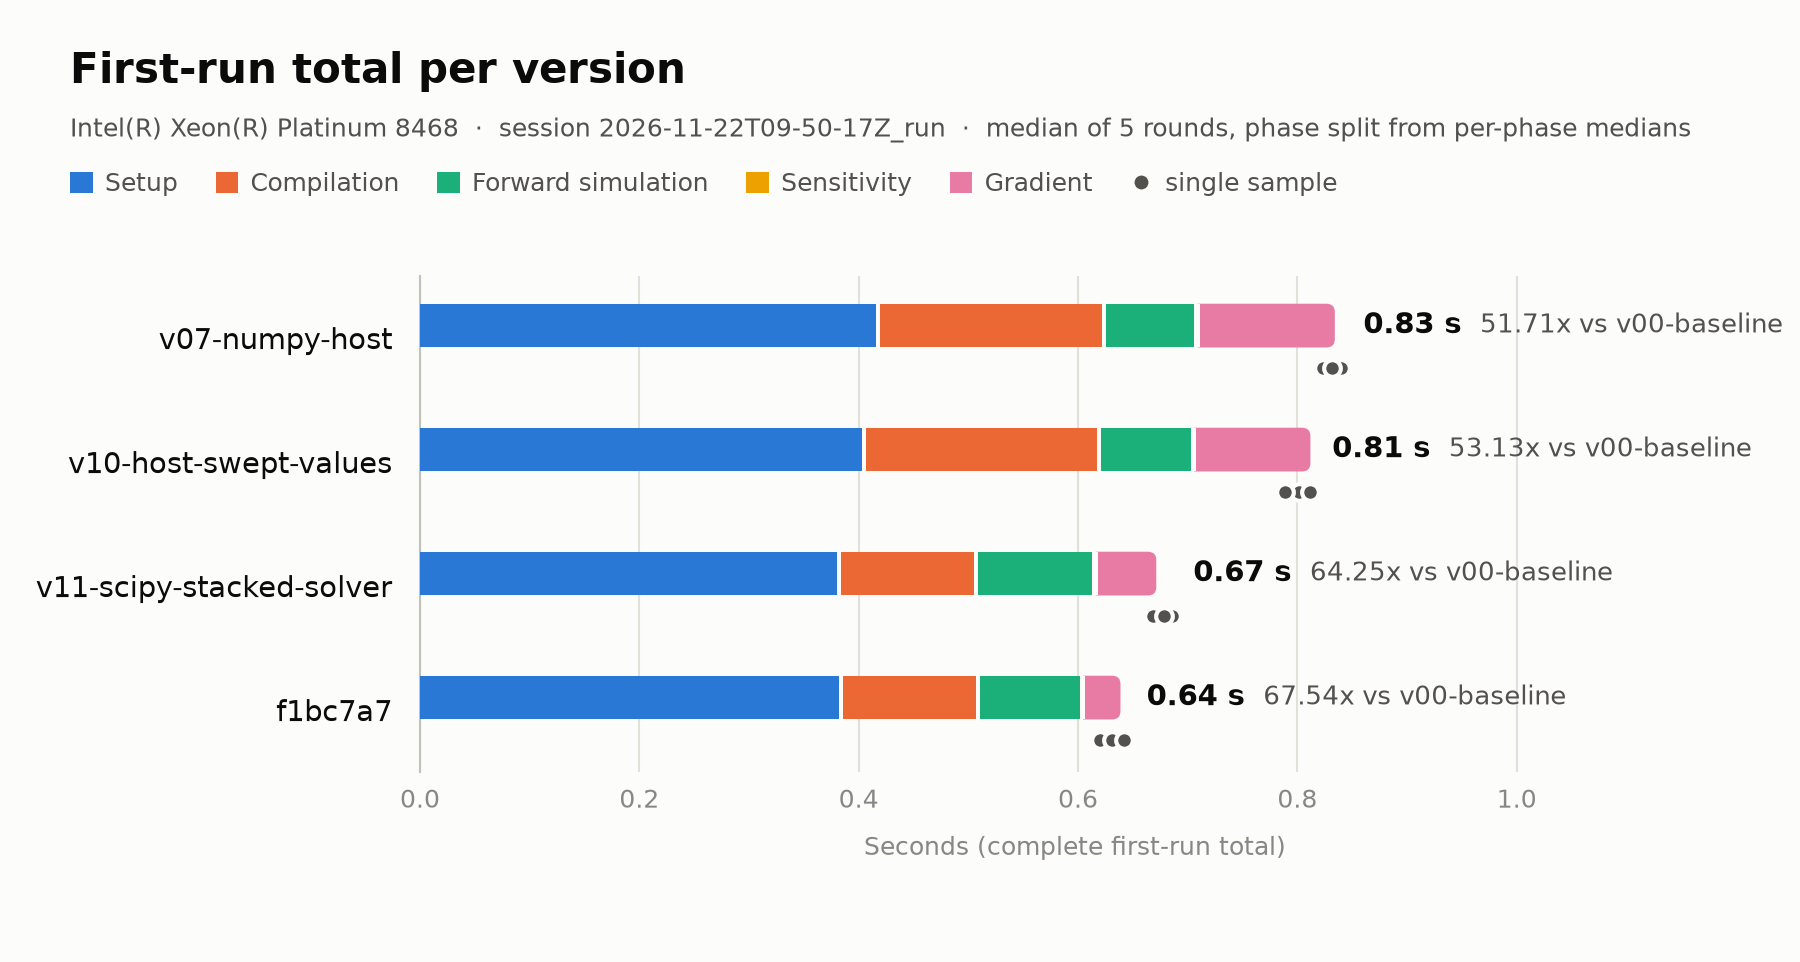 First-run total per version
Intel(R) Xeon(R) Platinum 8468 · session 2026-11-22T09-50-17Z_run · median of 5 rounds, phase split from per-phase medians
Setup Compilation Forward simulation Sensitivity Gradient single sample
v07-numpy-host 0.83 s 51.71x vs v00-baseline
v10-host-swept-values 0.81 s 53.13x vs v00-baseline
v11-scipy-stacked-solver 0.67 s 64.25x vs v00-baseline
f1bc7a7 0.64 s 67.54x vs v00-baseline
0.0 0.2 0.4 0.6 0.8 1.0
Seconds (complete first-run total)